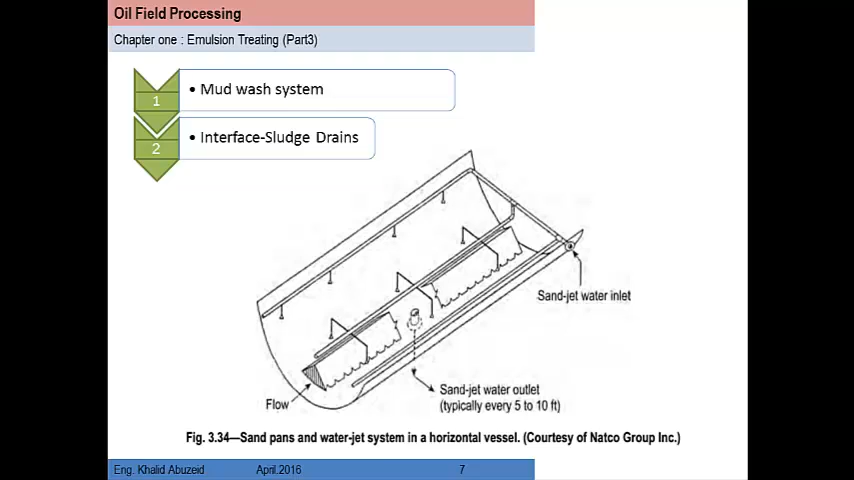 Oil Field Processing
Chapter one : Emulsion Treating (Part3)
1
• Mud wash system
2
• Interface-Sludge Drains
Sand-jet water inlet
Sand-jet water outlet
(typically every 5 to 10 ft)
Flow
Fig. 3.34—Sand pans and water-jet system in a horizontal vessel. (Courtesy of Natco Group Inc.)
Eng. Khalid Abuzeid April.2016 7